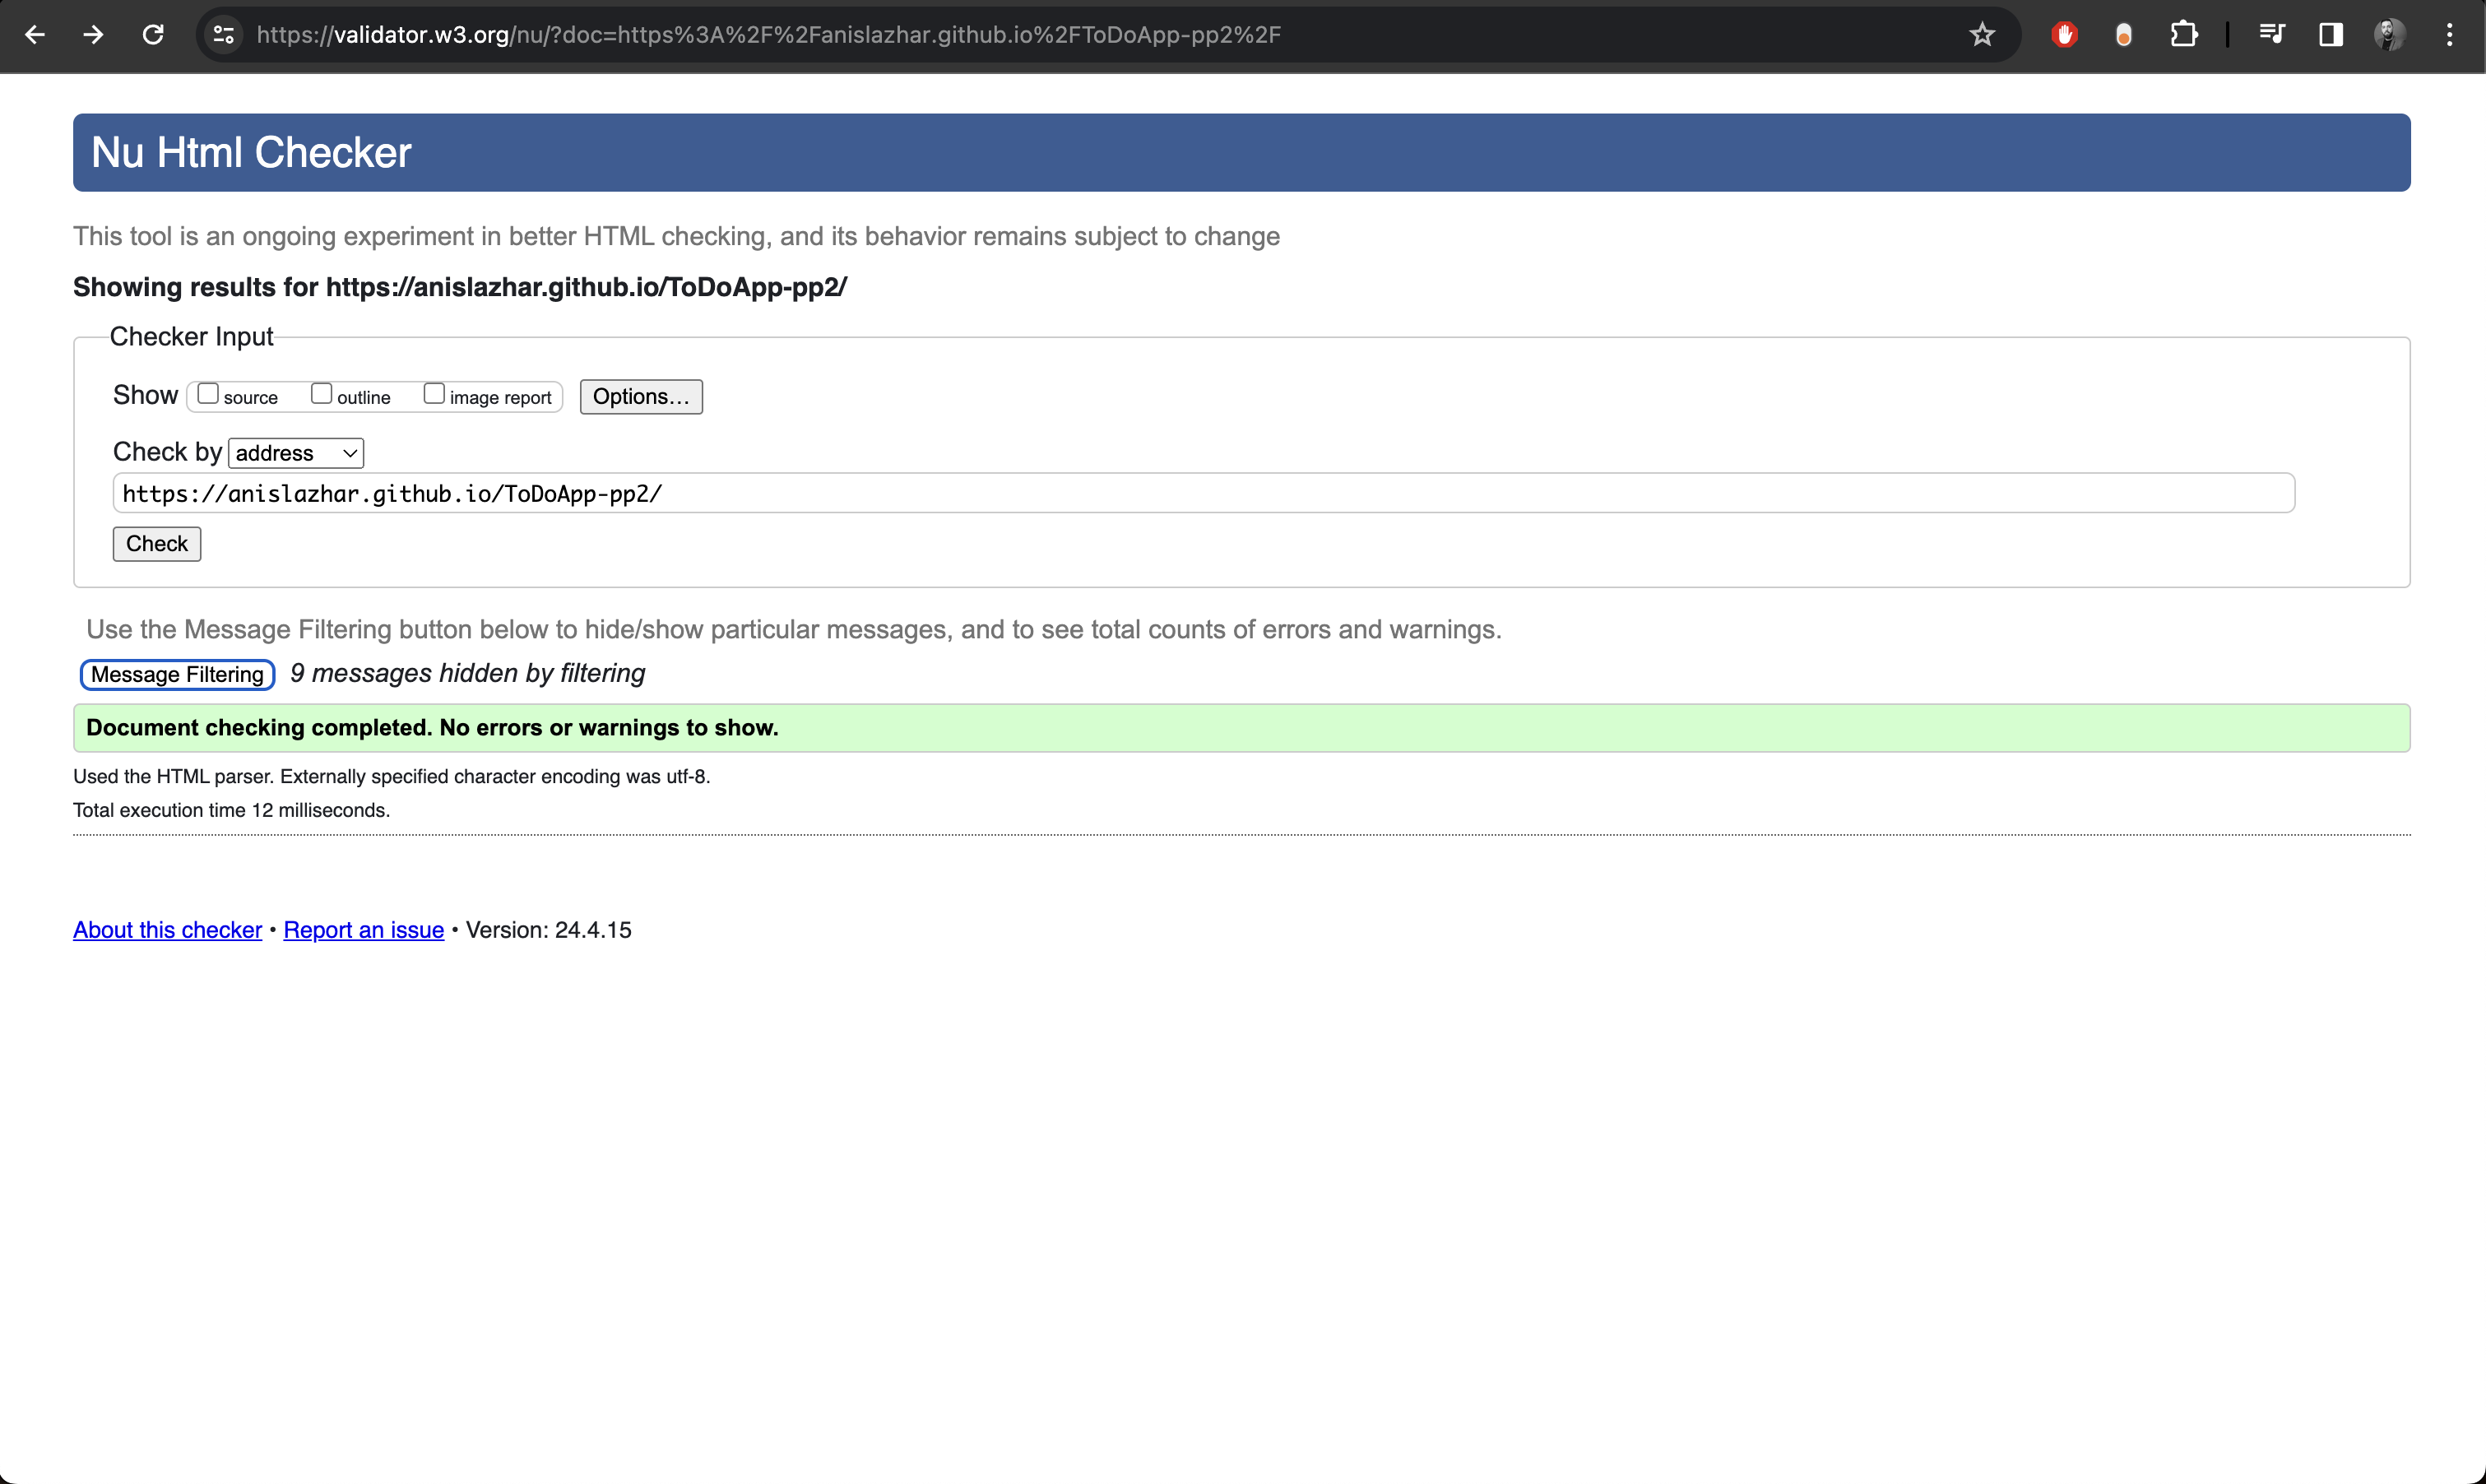 https://validator.w3.org/nu/?doc=https%3A%2F%2Fanislazhar.github.io%2FToDoApp-pp2%2F
Nu Html Checker
This tool is an ongoing experiment in better HTML checking, and its behavior remains subject to change
Showing results for https://anislazhar.github.io/ToDoApp-pp2/
Checker Input
Show source outline image report Options...
Check by address
https://anislazhar.github.io/ToDoApp-pp2/
Check
Use the Message Filtering button below to hide/show particular messages, and to see total counts of errors and warnings.
Message Filtering 9 messages hidden by filtering
Document checking completed. No errors or warnings to show.
Used the HTML parser. Externally specified character encoding was utf-8.
Total execution time 12 milliseconds.
About this checker • Report an issue • Version: 24.4.15